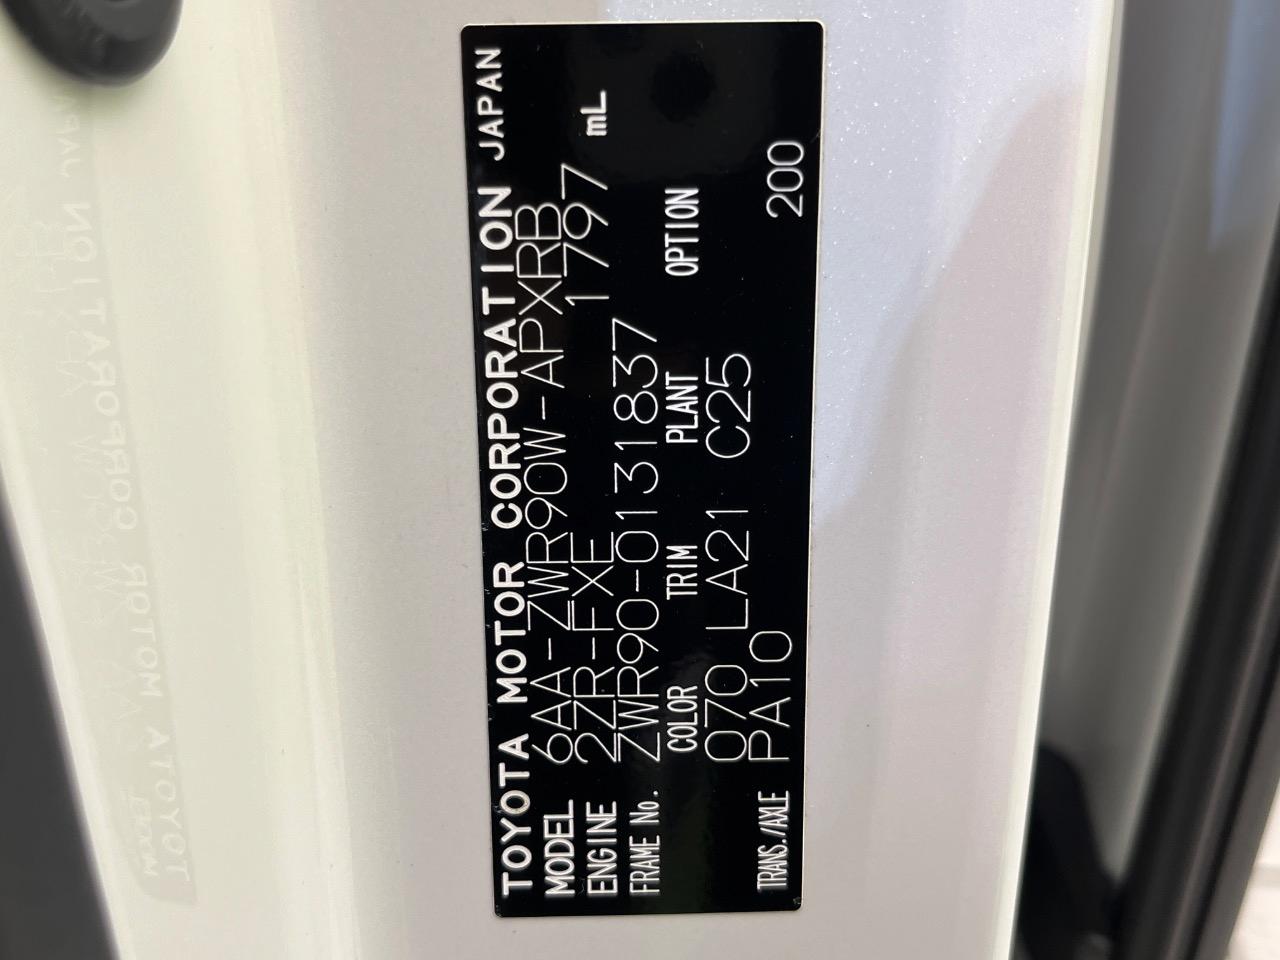 TOYOTA MOTOR CORPORATION JAPAN
MODEL 6AA-ZWR90W-APXRB
ENGINE 2ZR-FXE 1797 mL
FRAME No. ZWR90-0131837
COLOR TRIM PLANT OPTION
070 LA21 C25
TRANS./AXLE PA10 200